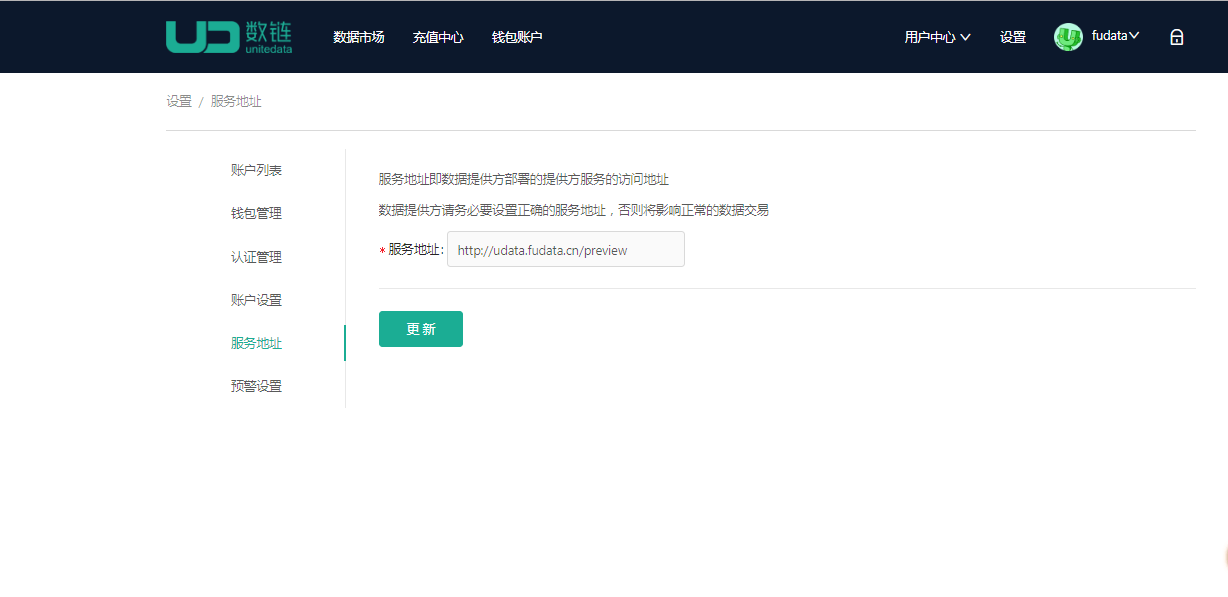 数链
unitedata
数据市场 充值中心 钱包账户 用户中心 设置 fudata
设置 / 服务地址
账户列表
钱包管理
认证管理
账户设置
服务地址
预警设置
服务地址即数据提供方部署的提供方服务的访问地址
数据提供方请务必要设置正确的服务地址，否则将影响正常的数据交易
* 服务地址: http://udata.fudata.cn/preview
更新